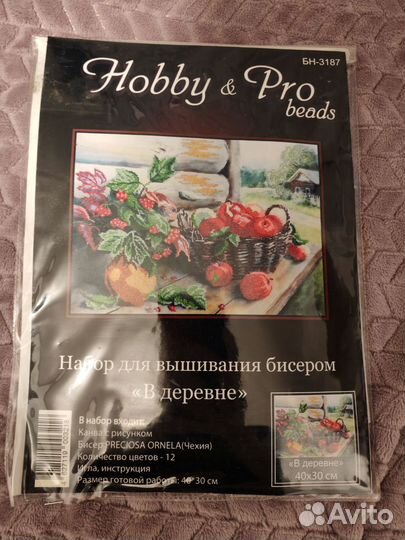 БН-3187
Hobby & Pro
beads
Набор для вышивания бисером
«В деревне»
В набор входит:
Канва с рисунком
Бисер PRECIOSA ORNELA(Чехия)
Количество цветов - 12
Игла, инструкция
Размер готовой работы: 40*30 см
«В деревне»
40х30 см
Avito